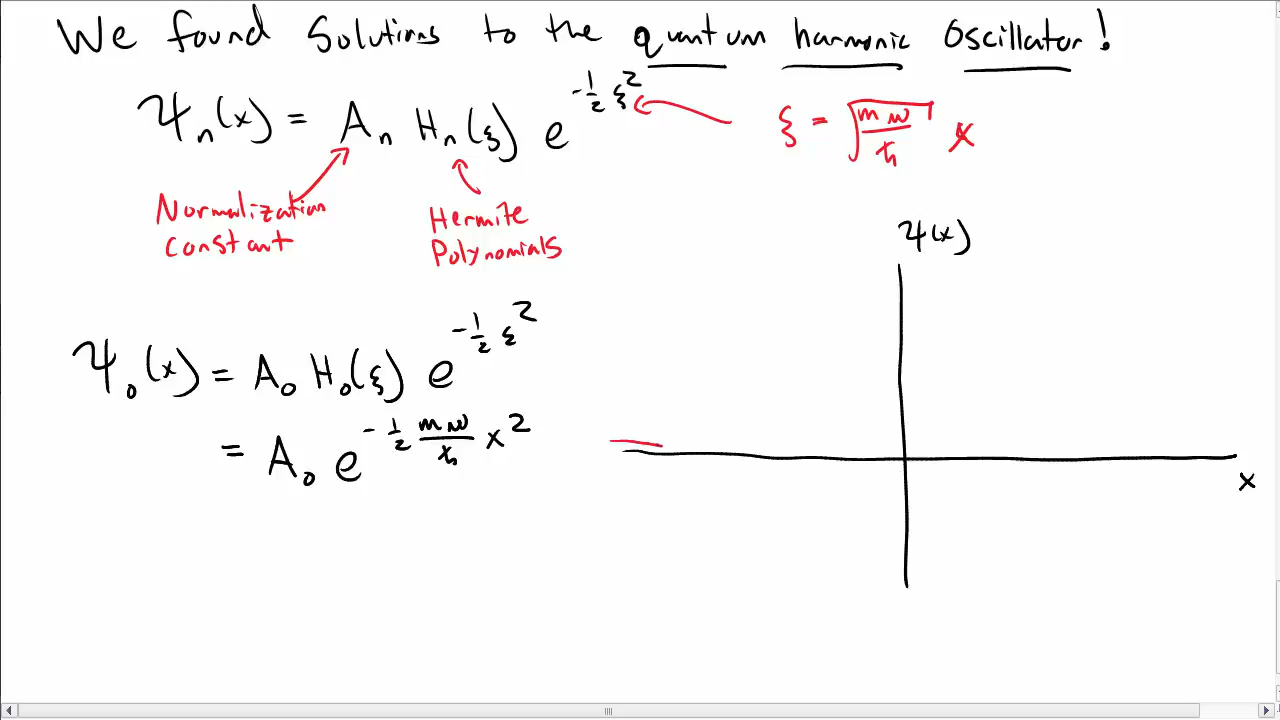 We found Solutions to the quantum harmonic Oscillator!
Ψₙ(x) = Aₙ Hₙ(ξ) e^(-½ ξ²)
ξ = √(mω/ħ) x
Normalization constant
Hermite Polynomials
Ψ(x)
Ψ₀(x) = A₀ H₀(ξ) e^(-½ ξ²)
= A₀ e^(-½ mω/ħ x²)
x